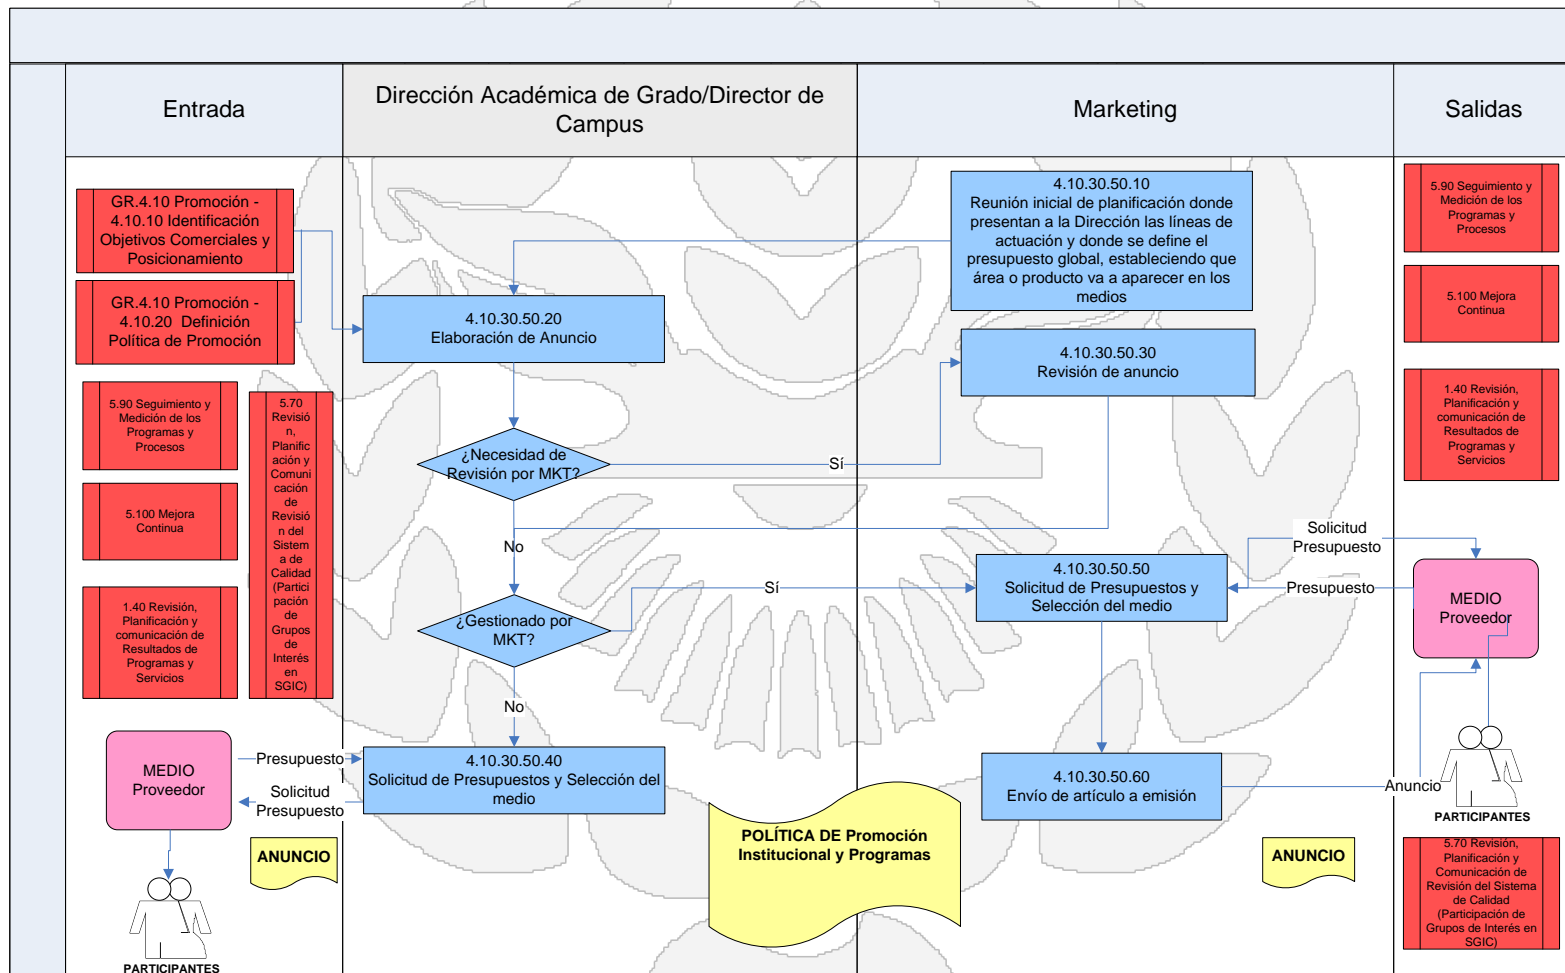 Entrada
Dirección Académica de Grado/Director de
Campus
Marketing
Salidas
GR.4.10 Promoción -
4.10.10 Identificación
Objetivos Comerciales y
Posicionamiento
GR.4.10 Promoción -
4.10.20 Definición
Política de Promoción
5.90 Seguimiento y
Medición de los
Programas y
Procesos
5.100 Mejora
Continua
1.40 Revisión,
Planificación y
comunicación de
Resultados de
Programas y
Servicios
5.70
Revisió
n,
Planific
ación y
Comuni
cación
de
Revisió
n del
Sistem
a de
Calidad
(Partici
pación
de
Grupos
de
Interés
en
SGIC)
MEDIO
Proveedor
Presupuesto
Solicitud
Presupuesto
ANUNCIO
PARTICIPANTES
4.10.30.50.20
Elaboración de Anuncio
¿Necesidad de
Revisión por MKT?
Sí
No
¿Gestionado por
MKT?
Sí
No
4.10.30.50.40
Solicitud de Presupuestos y Selección del
medio
POLÍTICA DE Promoción
Institucional y Programas
4.10.30.50.10
Reunión inicial de planificación donde
presentan a la Dirección las líneas de
actuación y donde se define el
presupuesto global, estableciendo que
área o producto va a aparecer en los
medios
4.10.30.50.30
Revisión de anuncio
4.10.30.50.50
Solicitud de Presupuestos y
Selección del medio
4.10.30.50.60
Envío de artículo a emisión
ANUNCIO
Solicitud
Presupuesto
Presupuesto
Anuncio
5.90 Seguimiento y
Medición de los
Programas y
Procesos
5.100 Mejora
Continua
1.40 Revisión,
Planificación y
comunicación de
Resultados de
Programas y
Servicios
MEDIO
Proveedor
PARTICIPANTES
5.70 Revisión,
Planificación y
Comunicación de
Revisión del Sistema
de Calidad
(Participación de
Grupos de Interés en
SGIC)